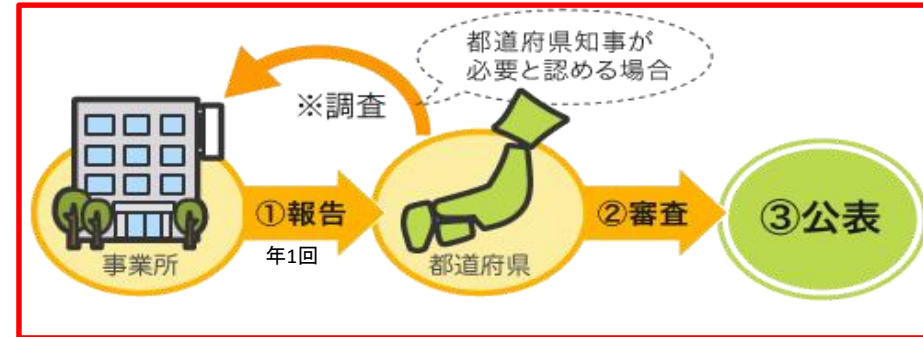 都道府県知事が
必要と認める場合
※調査
①報告
年1回
②審査
③公表
事業所
都道府県